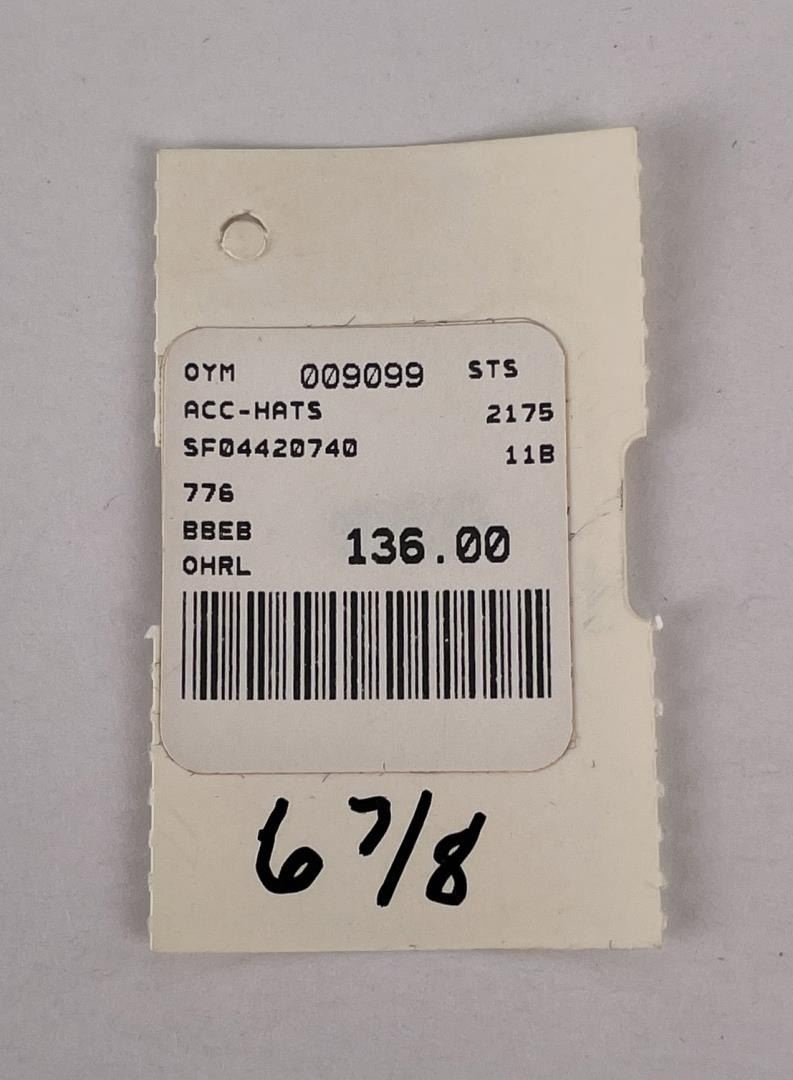 OYM 009099 STS
ACC-HATS 2175
SF04420740 11B
776
BBEB
OHRL 136.00
6 7/8